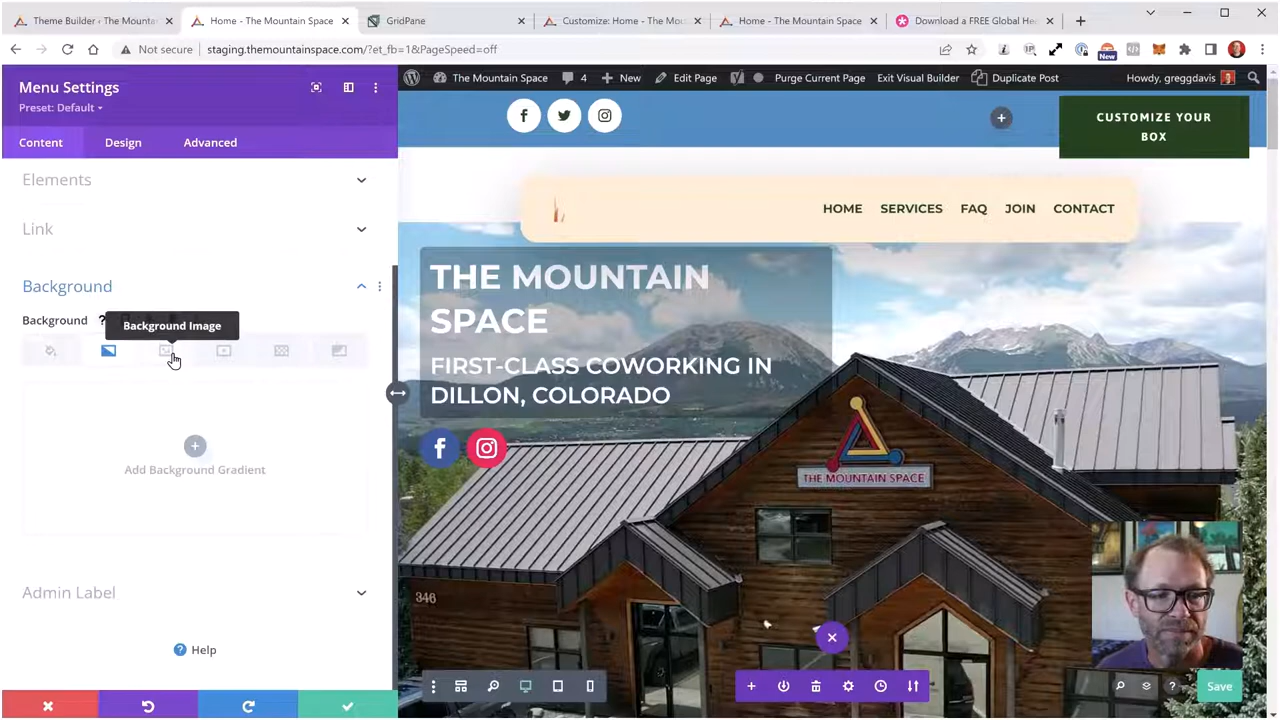 Theme Builder ‹ The Mountain
Home - The Mountain Space
GridPane
Customize: Home - The Mou
Home - The Mountain Space
Download a FREE Global He
Not secure
staging.themountainspace.com/?et_fb=1&PageSpeed=off
New
Menu Settings
Preset: Default
Content
Design
Advanced
Elements
Link
Background
Background ?
Background Image
Add Background Gradient
Admin Label
Help
The Mountain Space
4
New
Edit Page
Purge Current Page
Exit Visual Builder
Duplicate Post
Howdy, greggdavis
CUSTOMIZE YOUR
BOX
HOME
SERVICES
FAQ
JOIN
CONTACT
THE MOUNTAIN
SPACE
FIRST-CLASS COWORKING IN
DILLON, COLORADO
THE MOUNTAIN SPACE
346
Save